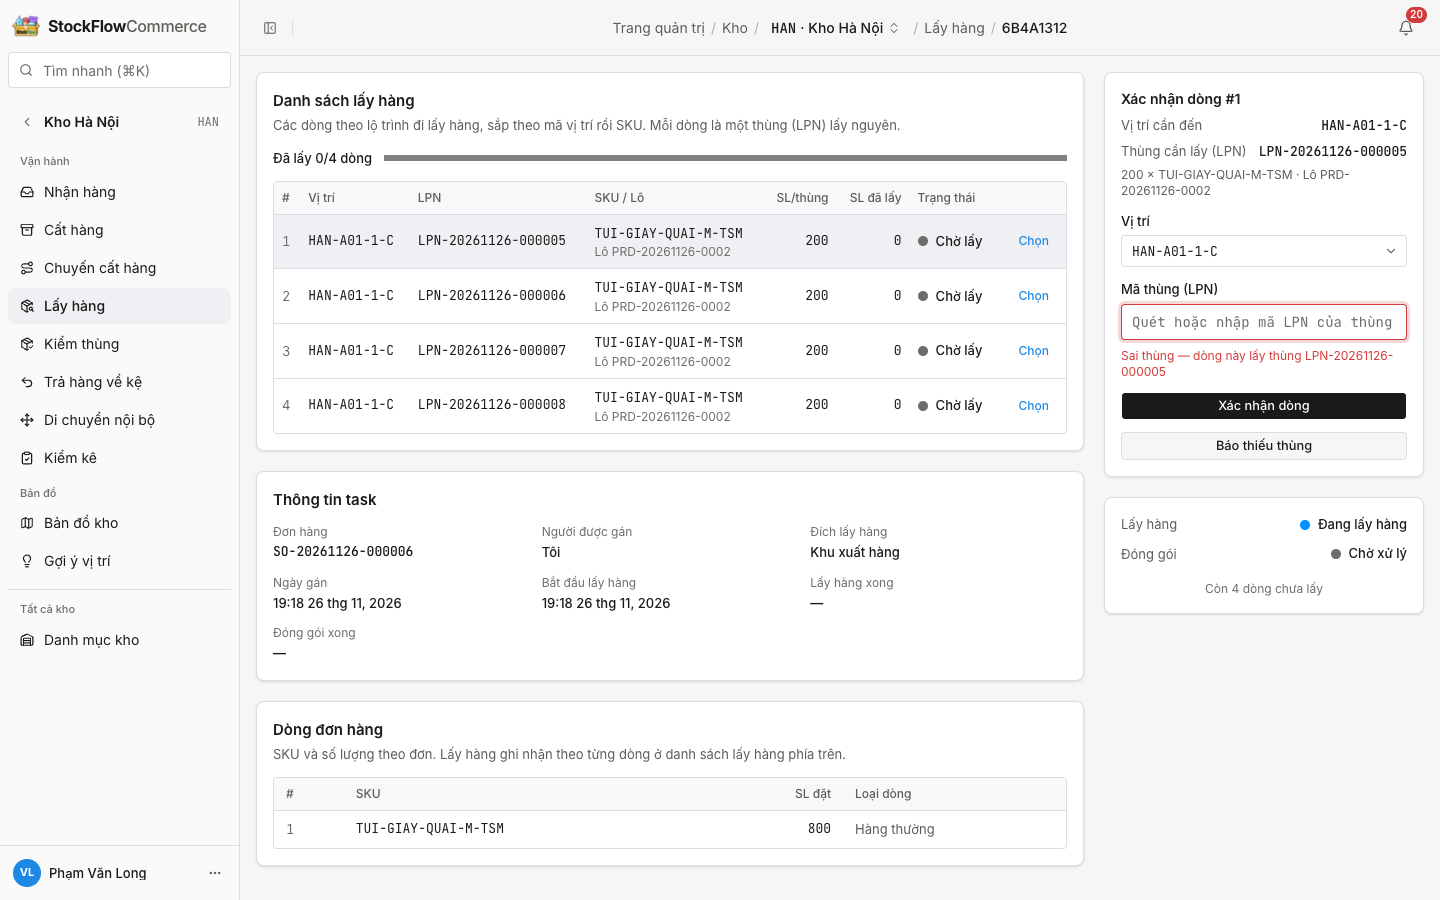 StockFlowCommerce
Tìm nhanh (⌘K)
Kho Hà Nội HAN
Vận hành
Nhận hàng
Cất hàng
Chuyến cất hàng
Lấy hàng
Kiểm thùng
Trả hàng về kệ
Di chuyển nội bộ
Kiểm kê
Bản đồ
Bản đồ kho
Gợi ý vị trí
Tất cả kho
Danh mục kho
VL Phạm Văn Long ···
Trang quản trị / Kho / HAN · Kho Hà Nội / Lấy hàng / 6B4A1312
20
Danh sách lấy hàng
Các dòng theo lộ trình đi lấy hàng, sắp theo mã vị trí rồi SKU. Mỗi dòng là một thùng (LPN) lấy nguyên.
Đã lấy 0/4 dòng
# Vị trí LPN SKU / Lô SL/thùng SL đã lấy Trạng thái
1 HAN-A01-1-C LPN-20261126-000005 TUI-GIAY-QUAI-M-TSM 200 0 Chờ lấy Chọn
Lô PRD-20261126-0002
2 HAN-A01-1-C LPN-20261126-000006 TUI-GIAY-QUAI-M-TSM 200 0 Chờ lấy Chọn
Lô PRD-20261126-0002
3 HAN-A01-1-C LPN-20261126-000007 TUI-GIAY-QUAI-M-TSM 200 0 Chờ lấy Chọn
Lô PRD-20261126-0002
4 HAN-A01-1-C LPN-20261126-000008 TUI-GIAY-QUAI-M-TSM 200 0 Chờ lấy Chọn
Lô PRD-20261126-0002
Thông tin task
Đơn hàng Người được gán Đích lấy hàng
SO-20261126-000006 Tôi Khu xuất hàng
Ngày gán Bắt đầu lấy hàng Lấy hàng xong
19:18 26 thg 11, 2026 19:18 26 thg 11, 2026 —
Đóng gói xong
—
Dòng đơn hàng
SKU và số lượng theo đơn. Lấy hàng ghi nhận theo từng dòng ở danh sách lấy hàng phía trên.
# SKU SL đặt Loại dòng
1 TUI-GIAY-QUAI-M-TSM 800 Hàng thường
Xác nhận dòng #1
Vị trí cần đến HAN-A01-1-C
Thùng cần lấy (LPN) LPN-20261126-000005
200 × TUI-GIAY-QUAI-M-TSM · Lô PRD-
20261126-0002
Vị trí
HAN-A01-1-C
Mã thùng (LPN)
Quét hoặc nhập mã LPN của thùng
Sai thùng — dòng này lấy thùng LPN-20261126-
000005
Xác nhận dòng
Báo thiếu thùng
Lấy hàng Đang lấy hàng
Đóng gói Chờ xử lý
Còn 4 dòng chưa lấy